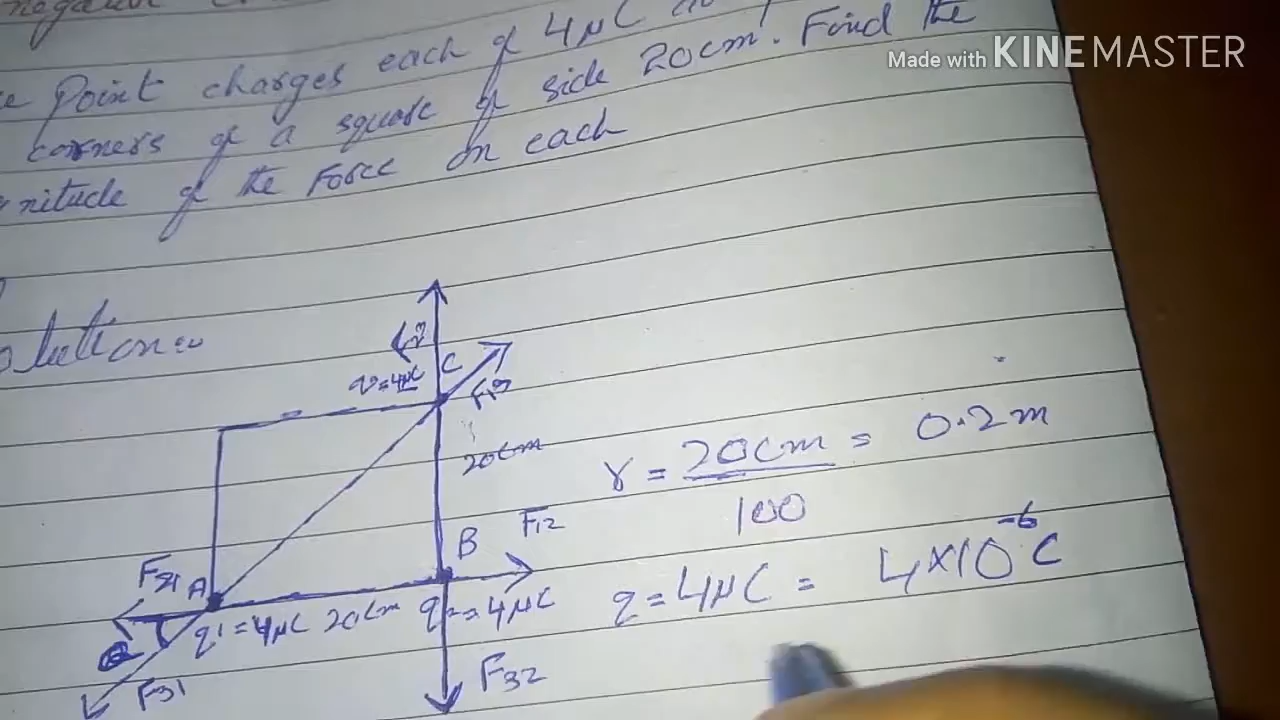 Made with KINEMASTER
Point charges each of 4μC
corners of a square of side 20cm. Find the
nitude of the Force on each
lution
q=4μC
C
20cm
r = 20cm = 0.2m
100
B
F12
A
q1 = 4μC 20cm q2 = 4μC
q = 4μC = 4×10⁻⁶C
F31
F32